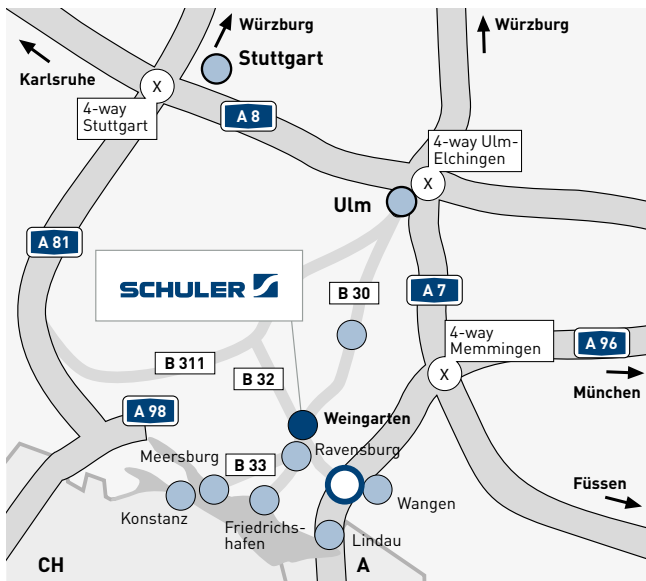 Würzburg
Würzburg
Karlsruhe
Stuttgart
X
4-way
Stuttgart
A 8
4-way Ulm-
Elchingen
X
Ulm
A 81
SCHULER
B 30
A 7
4-way
Memmingen
A 96
B 311
B 32
X
München
A 98
Weingarten
Meersburg
Ravensburg
B 33
Konstanz
Friedrichs-
hafen
Wangen
Füssen
Lindau
CH
A